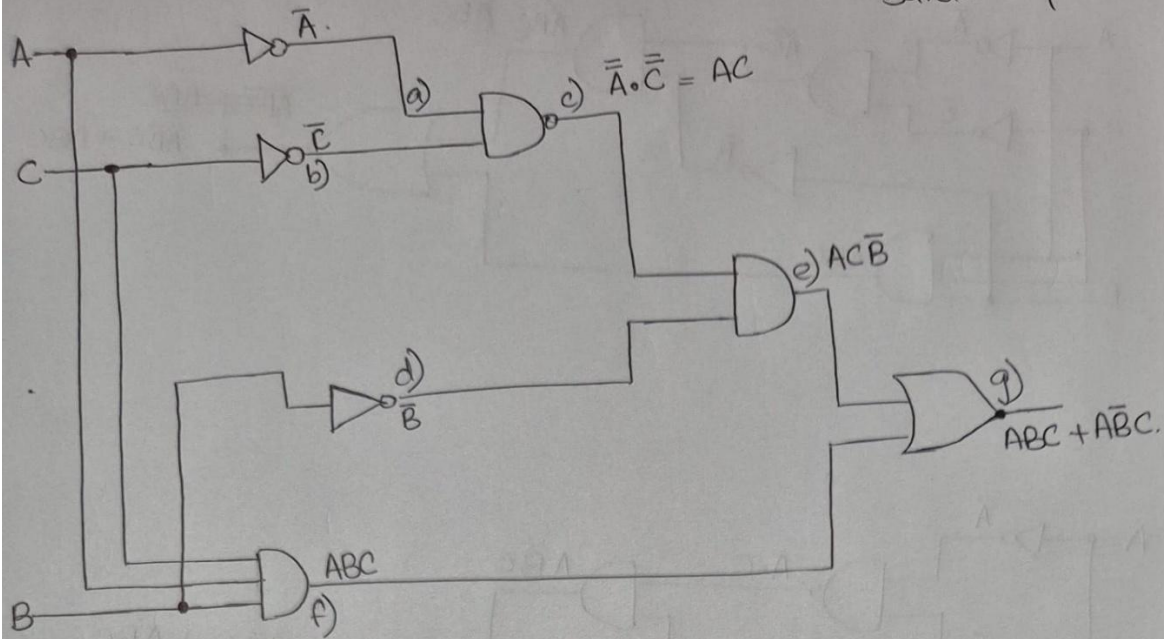 A
A̅.
a)
c) A̿.C̿ = AC
C
C̅
b)
e) ACB̅
d)
B̅
g)
ABC + AB̅C.
ABC
f)
B